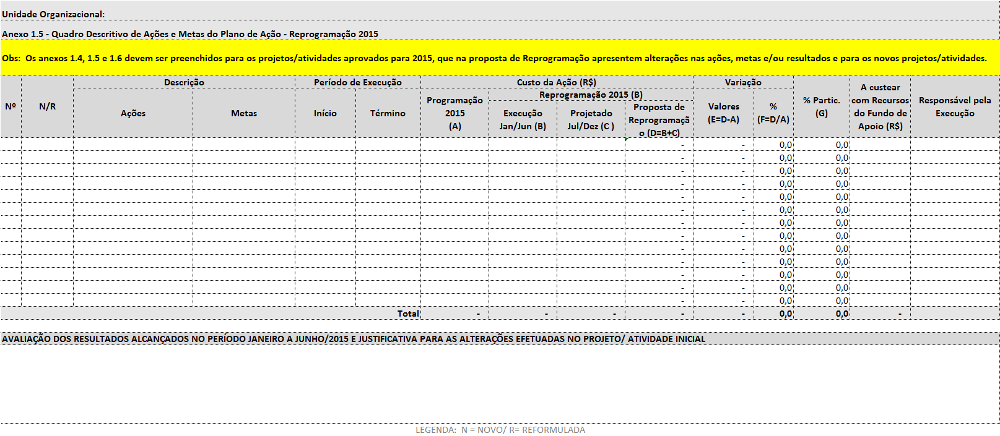 Unidade Organizacional:
Anexo 1.5 - Quadro Descritivo de Ações e Metas do Plano de Ação - Reprogramação 2015
Obs:  Os anexos 1.4, 1.5 e 1.6 devem ser preenchidos para os projetos/atividades aprovados para 2015, que na proposta de Reprogramação apresentem alterações nas ações, metas e/ou resultados e para os novos projetos/atividades.
Nº
N/R
Descrição
Ações
Metas
Período de Execução
Início
Término
Custo da Ação (R$)
Programação
2015
(A)
Reprogramação 2015 (B)
Execução
Jan/Jun (B)
Projetado
Jul/Dez (C )
Proposta de
Reprogramaçã
o (D=B+C)
Variação
Valores
(E=D-A)
%
(F=D/A)
% Partic.
(G)
A custear
com Recursos
do Fundo de
Apoio (R$)
Responsável pela
Execução
- - 0,0 0,0
- - 0,0 0,0
- - 0,0 0,0
- - 0,0 0,0
- - 0,0 0,0
- - 0,0 0,0
- - 0,0 0,0
- - 0,0 0,0
- - 0,0 0,0
- - 0,0 0,0
- - 0,0 0,0
- - 0,0 0,0
- - 0,0 0,0
Total - - - - - 0,0 0,0 -
AVALIAÇÃO DOS RESULTADOS ALCANÇADOS NO PERÍODO JANEIRO A JUNHO/2015 E JUSTIFICATIVA PARA AS ALTERAÇÕES EFETUADAS NO PROJETO/ ATIVIDADE INICIAL
LEGENDA:  N = NOVO/ R= REFORMULADA